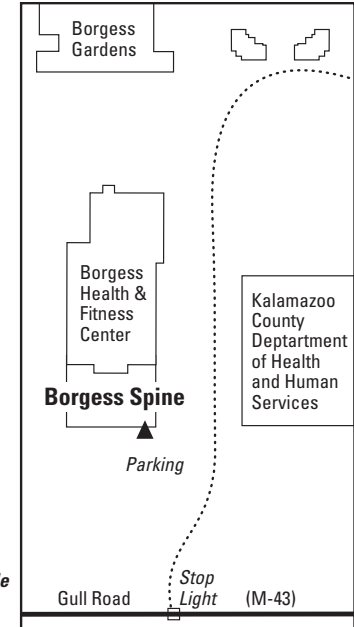 Borgess
Gardens
Borgess
Health &
Fitness
Center
Kalamazoo
County
Deptartment
of Health
and Human
Services
Borgess Spine
Parking
Stop
Light
Gull Road
(M-43)